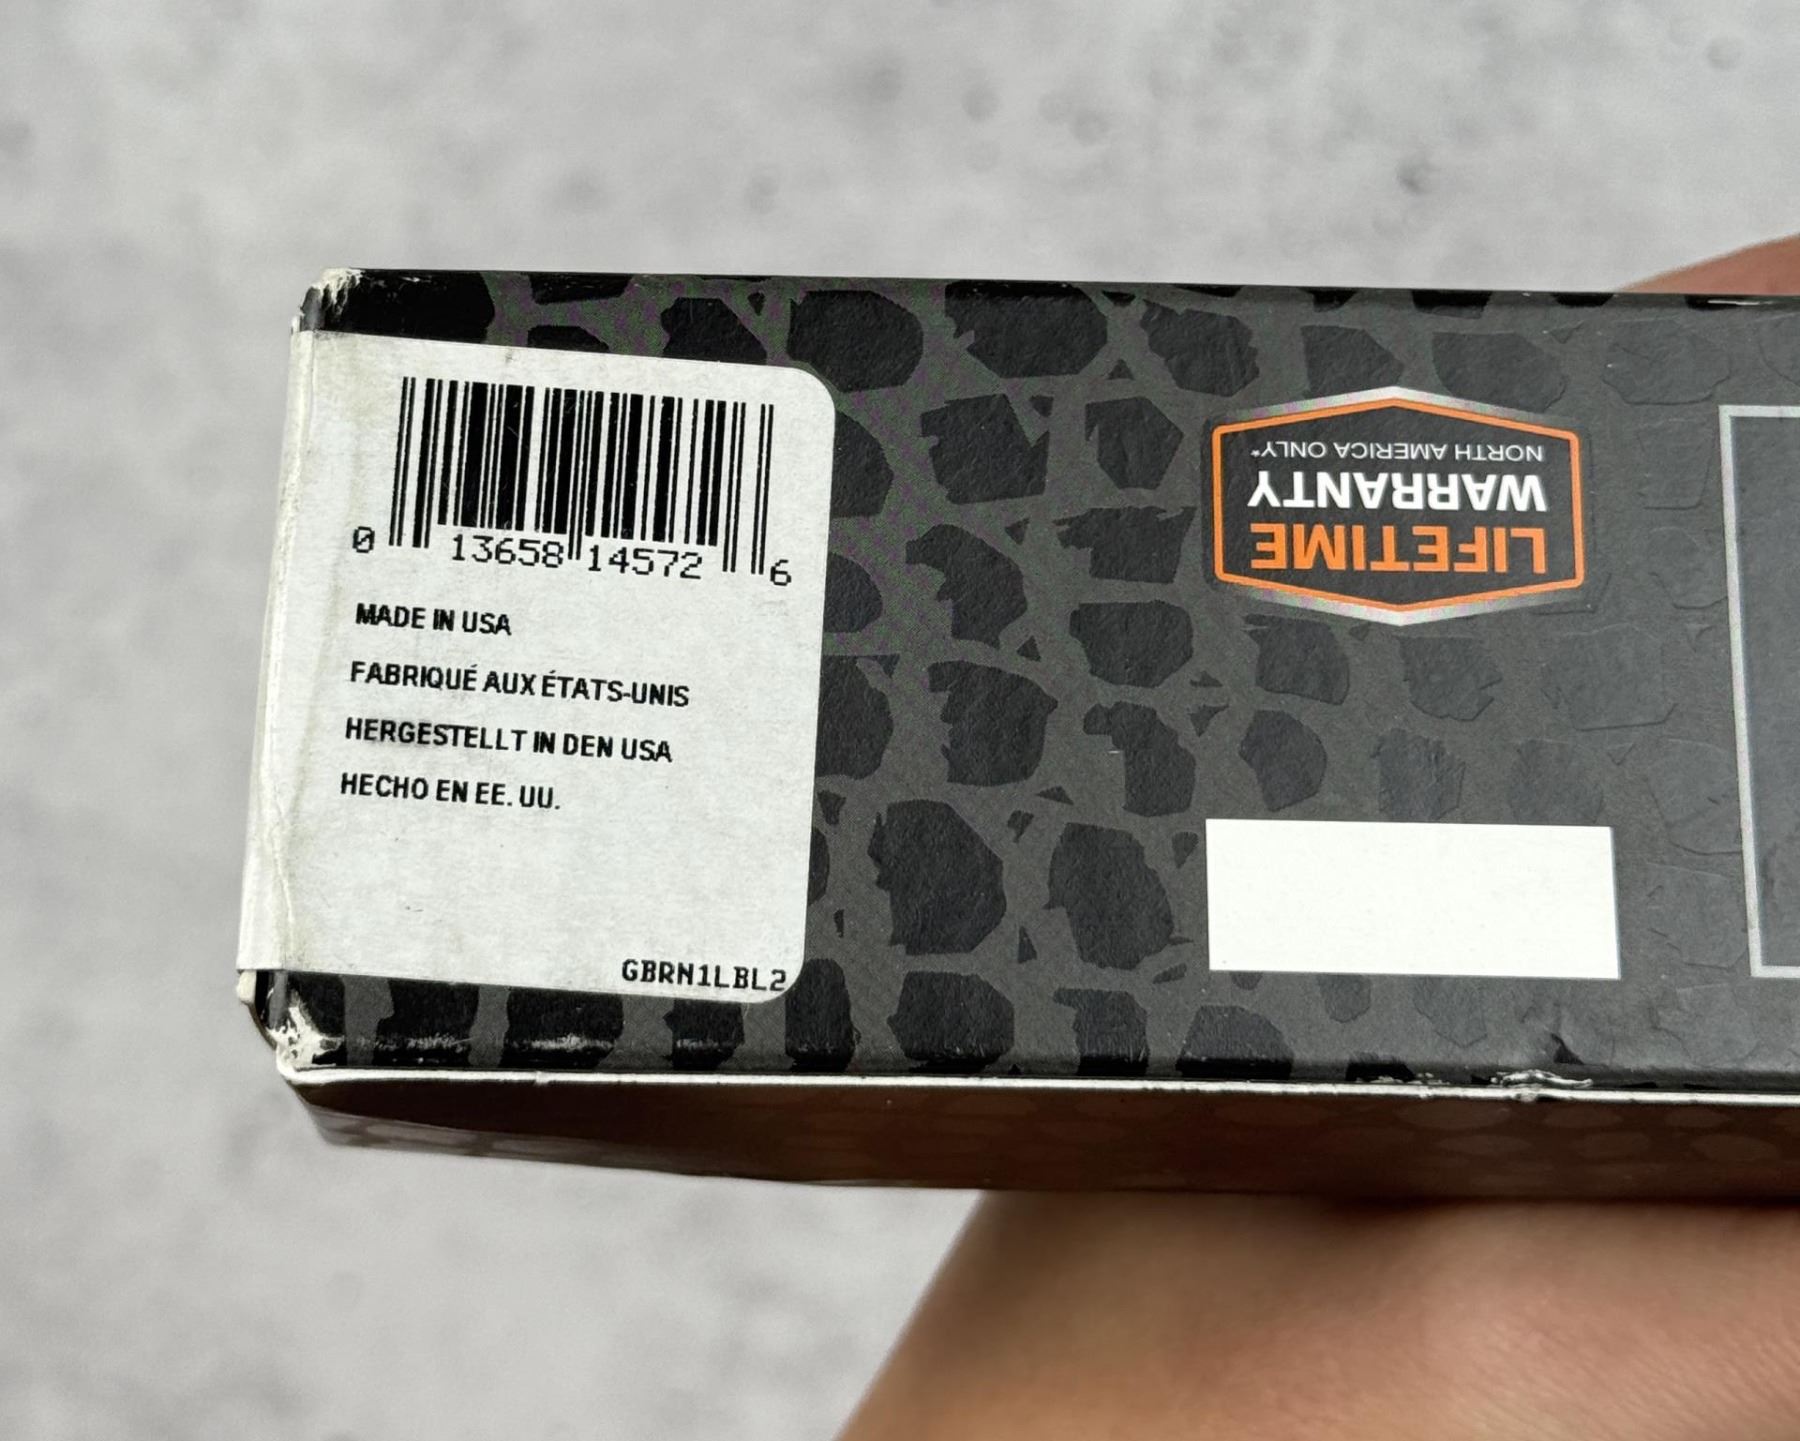 0 13658 14572 6
MADE IN USA
FABRIQUÉ AUX ÉTATS-UNIS
HERGESTELLT IN DEN USA
HECHO EN EE. UU.
GBRN1LBL2
LIFETIME
WARRANTY
NORTH AMERICA ONLY*